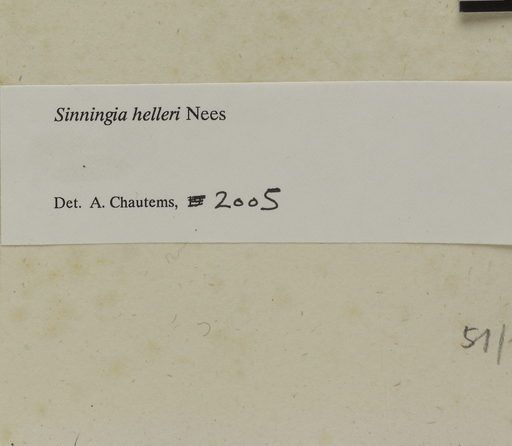 Sinningia helleri Nees
Det. A. Chautems, 2005
51/